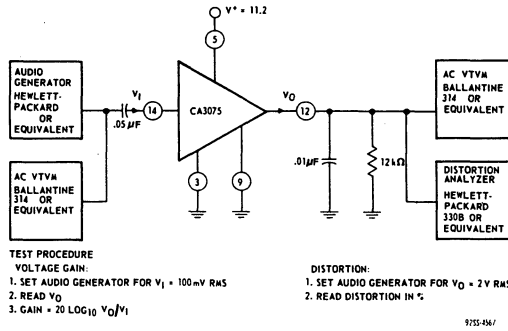 V⁺ = 11.2
5
AUDIO
GENERATOR
HEWLETT-
PACKARD
OR
EQUIVALENT
VI
14
.05 µF
CA3075
VO
12
3
9
.01µF
12 kΩ
AC VTVM
BALLANTINE
314 OR
EQUIVALENT
AC VTVM
BALLANTINE
314 OR
EQUIVALENT
DISTORTION
ANALYZER
HEWLETT-
PACKARD
330B OR
EQUIVALENT
TEST PROCEDURE
VOLTAGE GAIN:
1. SET AUDIO GENERATOR FOR VI = 100mV RMS
2. READ VO
3. GAIN = 20 LOG10 VO/VI
DISTORTION:
1. SET AUDIO GENERATOR FOR VO = 2V RMS
2. READ DISTORTION IN %
92SS-4567